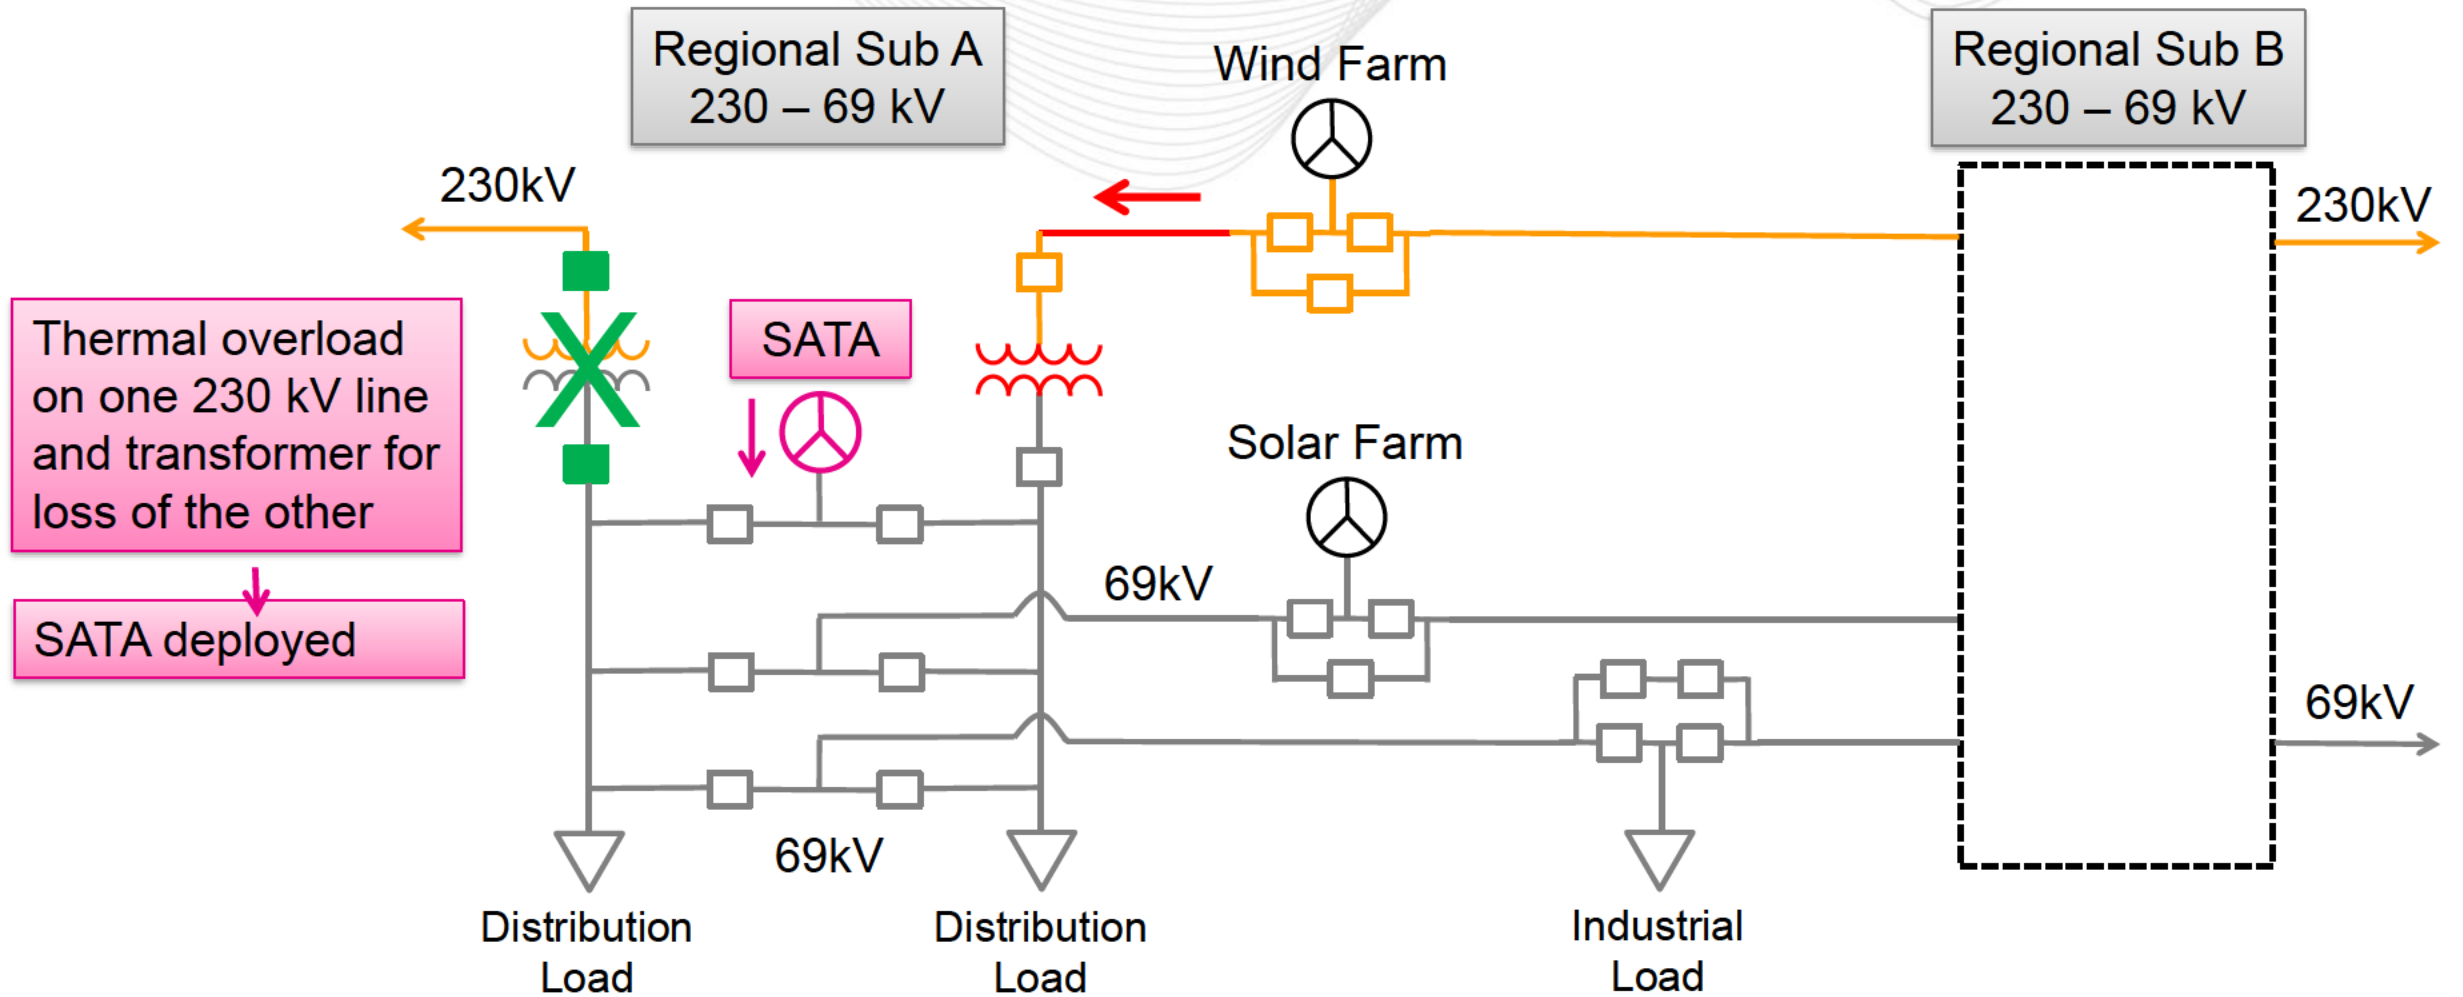 Regional Sub A
230 – 69 kV
Wind Farm
Regional Sub B
230 – 69 kV
230kV
230kV
Thermal overload
on one 230 kV line
and transformer for
loss of the other
SATA
Solar Farm
69kV
SATA deployed
69kV
69kV
Distribution
Load
Distribution
Load
Industrial
Load